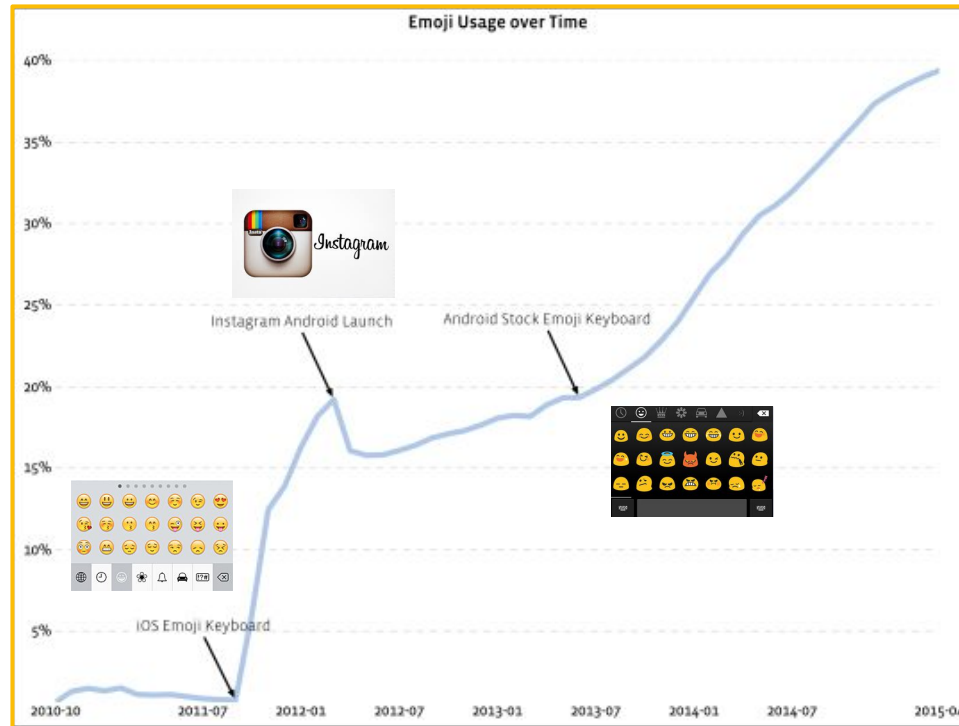 Emoji Usage over Time
40%
35%
30%
Instagram
25%
Instagram Android Launch
Android Stock Emoji Keyboard
20%
15%
10%
iOS Emoji Keyboard
5%
2010-10 2011-07 2012-01 2012-07 2013-01 2013-07 2014-01 2014-07 2015-0